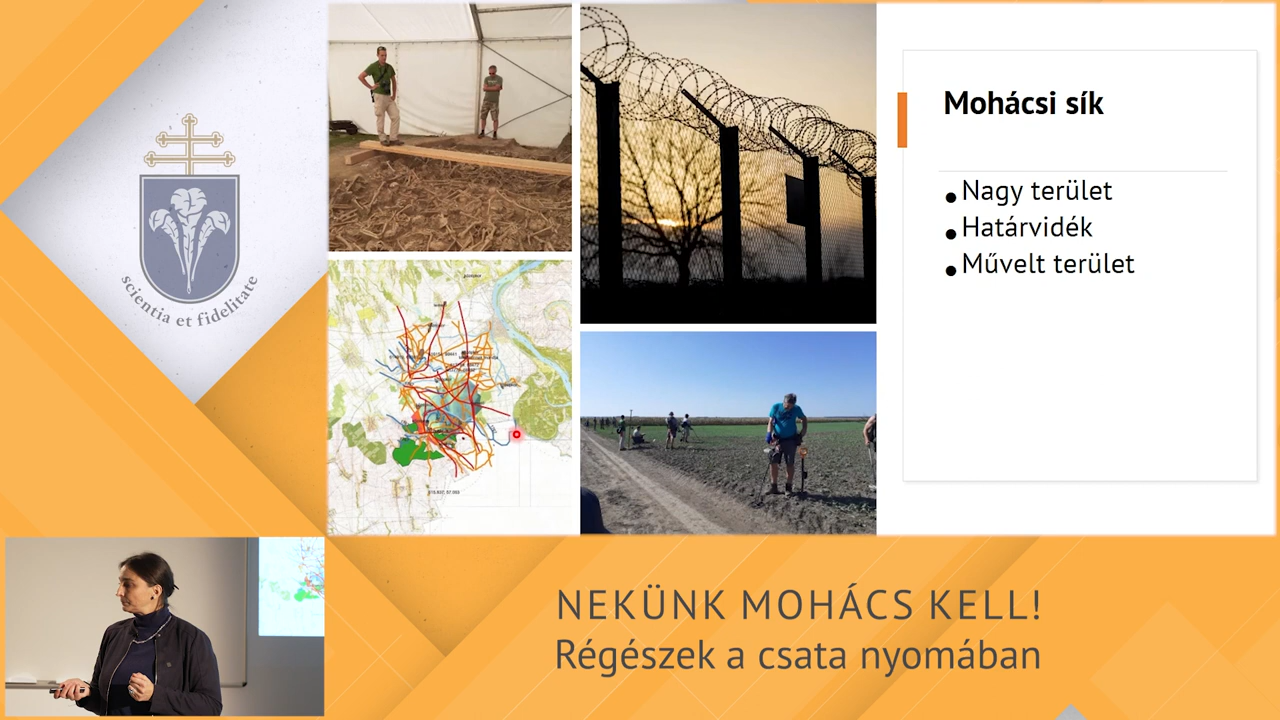 scientia et fidelitate
Mohácsi sík
Nagy terület
Határvidék
Művelt terület
NEKÜNK MOHÁCS KELL!
Régészek a csata nyomában